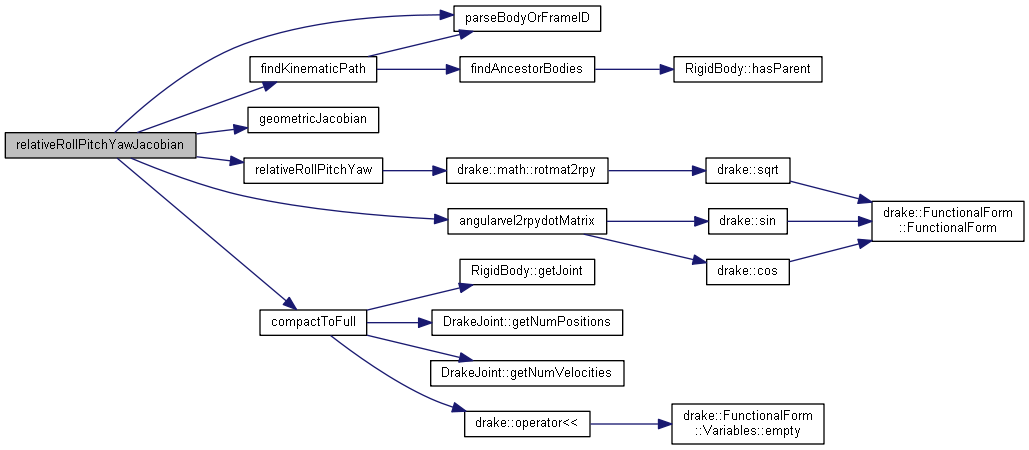 parseBodyOrFrameID
findKinematicPath
findAncestorBodies
RigidBody::hasParent
geometricJacobian
relativeRollPitchYawJacobian
relativeRollPitchYaw
drake::math::rotmat2rpy
drake::sqrt
angularvel2rpydotMatrix
drake::sin
drake::FunctionalForm
::FunctionalForm
drake::cos
RigidBody::getJoint
compactToFull
DrakeJoint::getNumPositions
DrakeJoint::getNumVelocities
drake::operator<<
drake::FunctionalForm
::Variables::empty